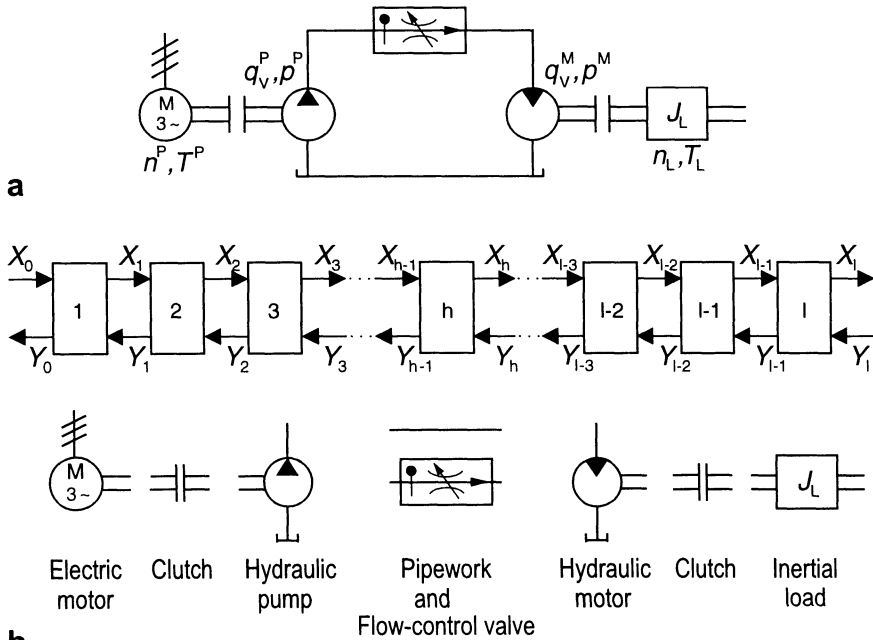 M
3~
q_V^P, p^P
n^P, T^P
q_V^M, p^M
J_L
n_L, T_L
a
X_0 X_1 X_2 X_3 X_h-1 X_h X_l-3 X_l-2 X_l-1 X_l
1 2 3 h l-2 l-1 l
Y_0 Y_1 Y_2 Y_3 Y_h-1 Y_h Y_l-3 Y_l-2 Y_l-1 Y_l
M
3~
J_L
Electric Clutch Hydraulic Pipework Hydraulic Clutch Inertial
motor pump and motor load
Flow-control valve